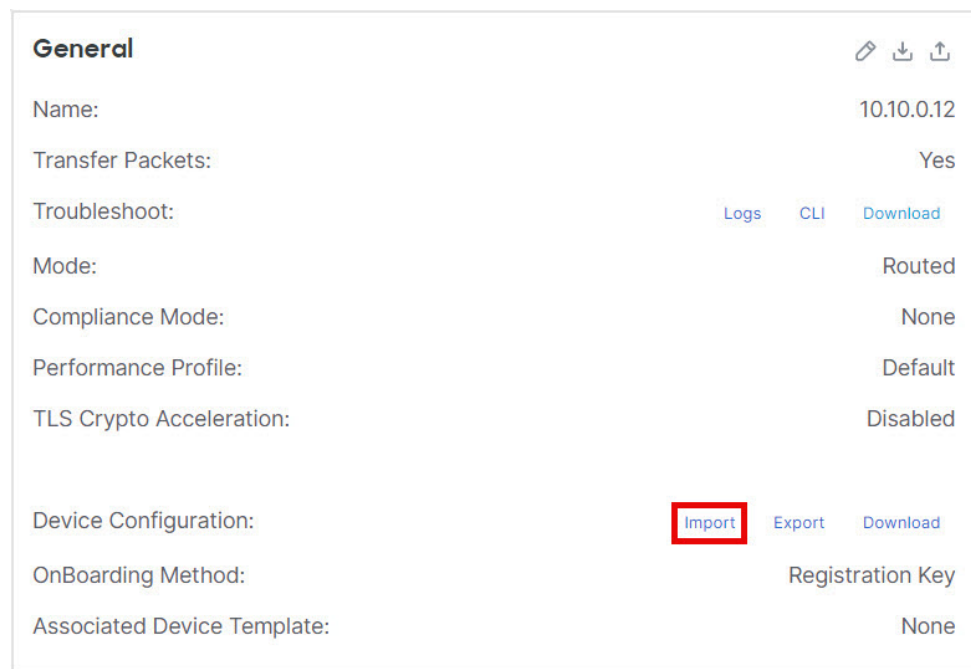 General
Name: 10.10.0.12
Transfer Packets: Yes
Troubleshoot: Logs CLI Download
Mode: Routed
Compliance Mode: None
Performance Profile: Default
TLS Crypto Acceleration: Disabled
Device Configuration: Import Export Download
OnBoarding Method: Registration Key
Associated Device Template: None